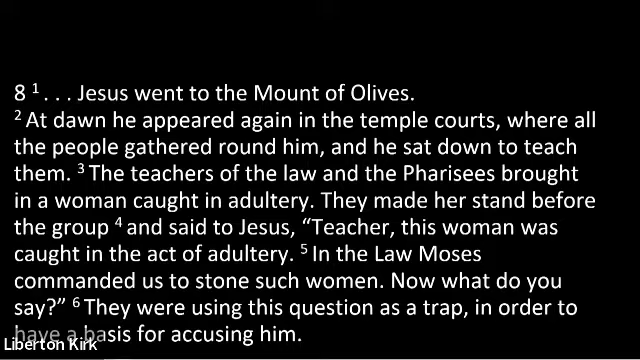 8 ¹ . . . Jesus went to the Mount of Olives.
² At dawn he appeared again in the temple courts, where all
the people gathered round him, and he sat down to teach
them. ³ The teachers of the law and the Pharisees brought
in a woman caught in adultery. They made her stand before
the group ⁴ and said to Jesus, “Teacher, this woman was
caught in the act of adultery. ⁵ In the Law Moses
commanded us to stone such women. Now what do you
say?” ⁶ They were using this question as a trap, in order to
have a basis for accusing him.
Liberton Kirk